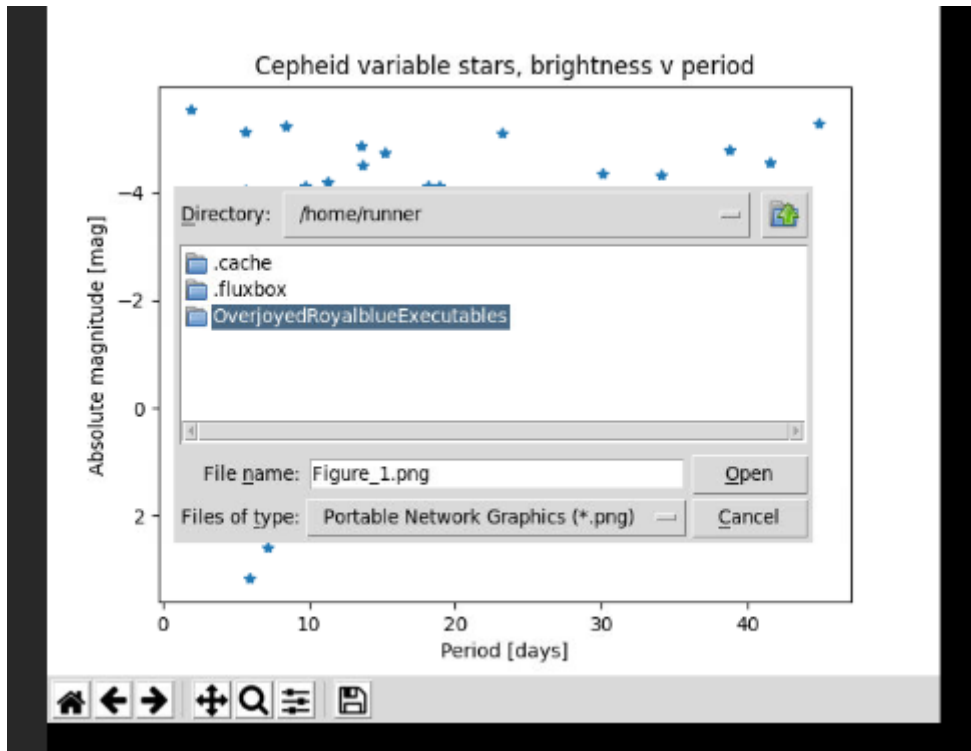 Cepheid variable stars, brightness v period
Absolute magnitude [mag]
−4
−2
0
2
Directory: /home/runner
.cache
.fluxbox
OverjoyedRoyalblueExecutables
File name: Figure_1.png Open
Files of type: Portable Network Graphics (*.png) Cancel
0 10 20 30 40
Period [days]